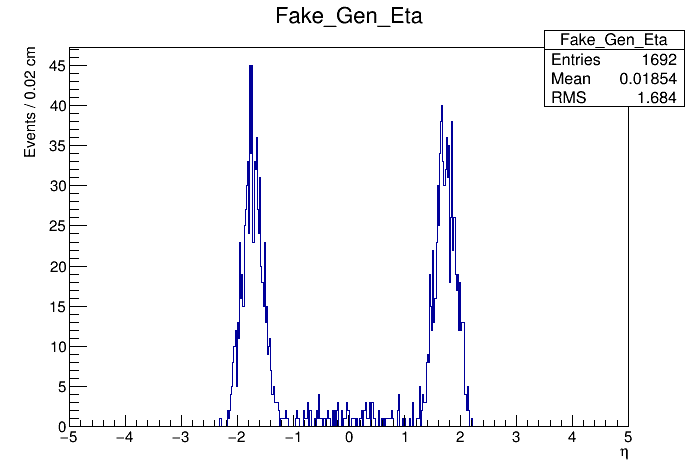 Fake_Gen_Eta
Fake_Gen_Eta
Entries 1692
Mean 0.01854
RMS 1.684
Events / 0.02 cm
45
40
35
30
25
20
15
10
5
0
−5 −4 −3 −2 −1 0 1 2 3 4 5
η